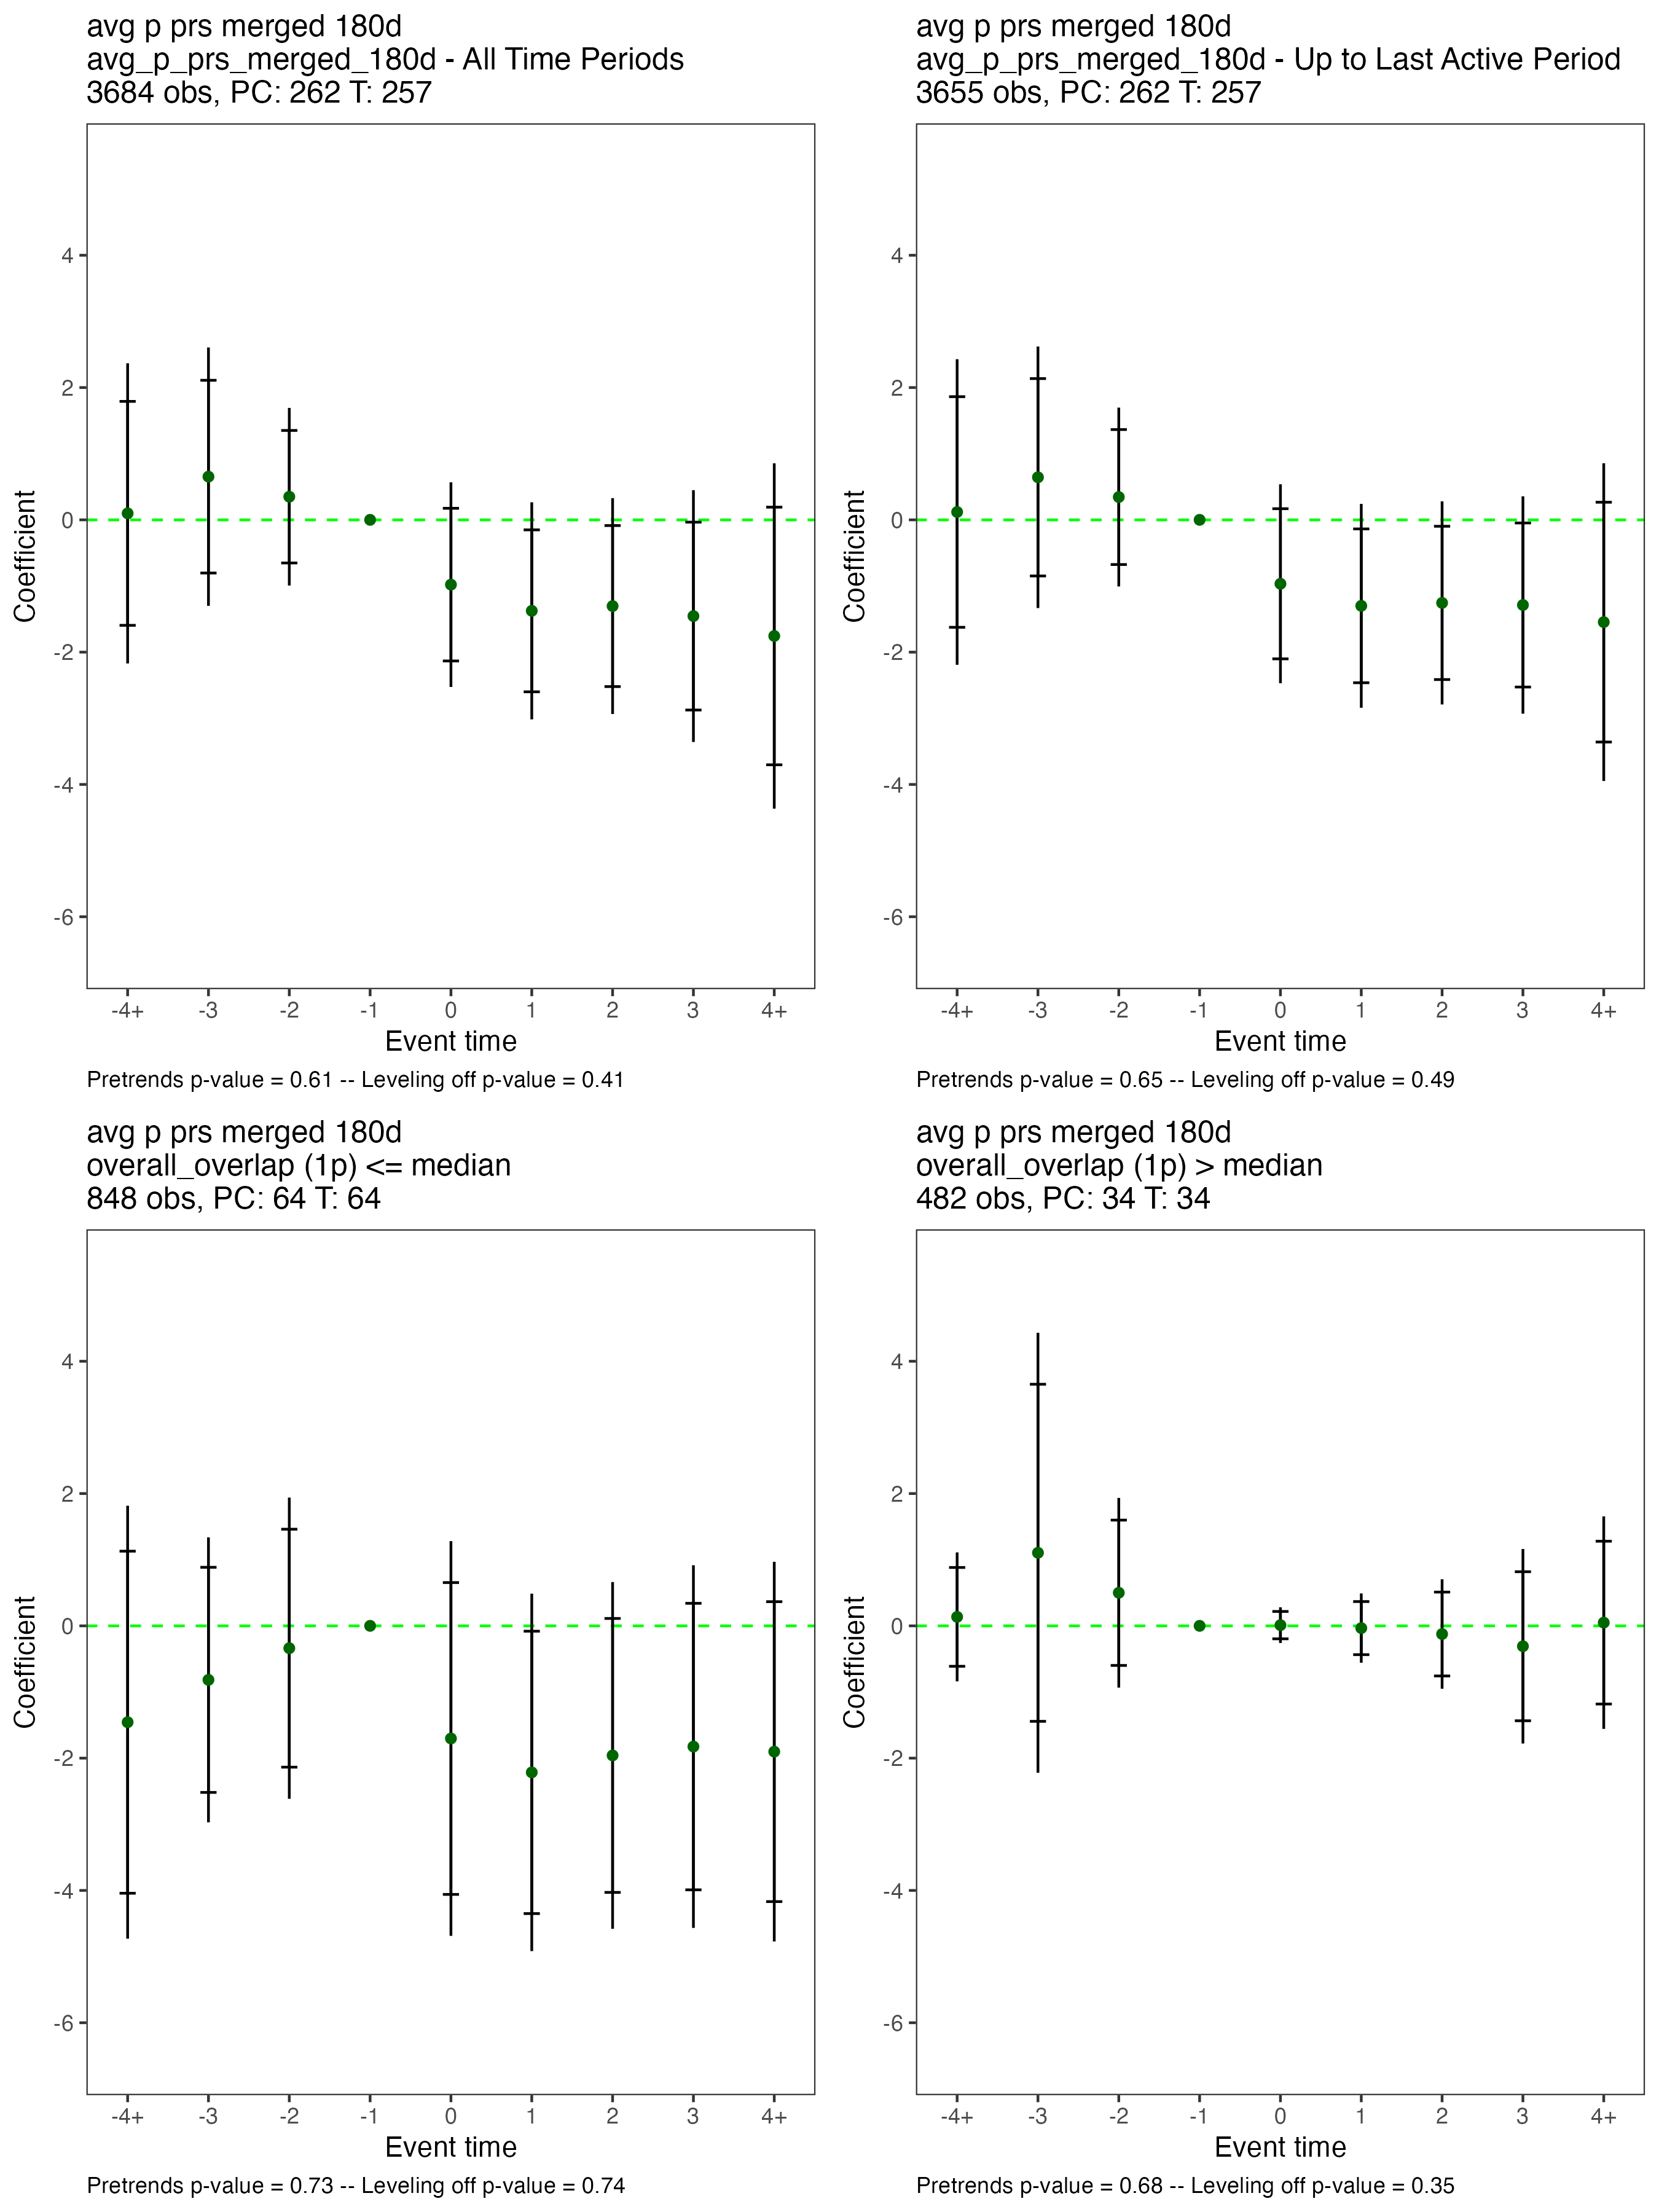 avg p prs merged 180d
avg_p_prs_merged_180d - All Time Periods
3684 obs, PC: 262 T: 257
Coefficient
4
2
0
-2
-4
-6
-4+ -3 -2 -1 0 1 2 3 4+
Event time
Pretrends p-value = 0.61 -- Leveling off p-value = 0.41
avg p prs merged 180d
avg_p_prs_merged_180d - Up to Last Active Period
3655 obs, PC: 262 T: 257
Coefficient
4
2
0
-2
-4
-6
-4+ -3 -2 -1 0 1 2 3 4+
Event time
Pretrends p-value = 0.65 -- Leveling off p-value = 0.49
avg p prs merged 180d
overall_overlap (1p) <= median
848 obs, PC: 64 T: 64
Coefficient
4
2
0
-2
-4
-6
-4+ -3 -2 -1 0 1 2 3 4+
Event time
Pretrends p-value = 0.73 -- Leveling off p-value = 0.74
avg p prs merged 180d
overall_overlap (1p) > median
482 obs, PC: 34 T: 34
Coefficient
4
2
0
-2
-4
-6
-4+ -3 -2 -1 0 1 2 3 4+
Event time
Pretrends p-value = 0.68 -- Leveling off p-value = 0.35